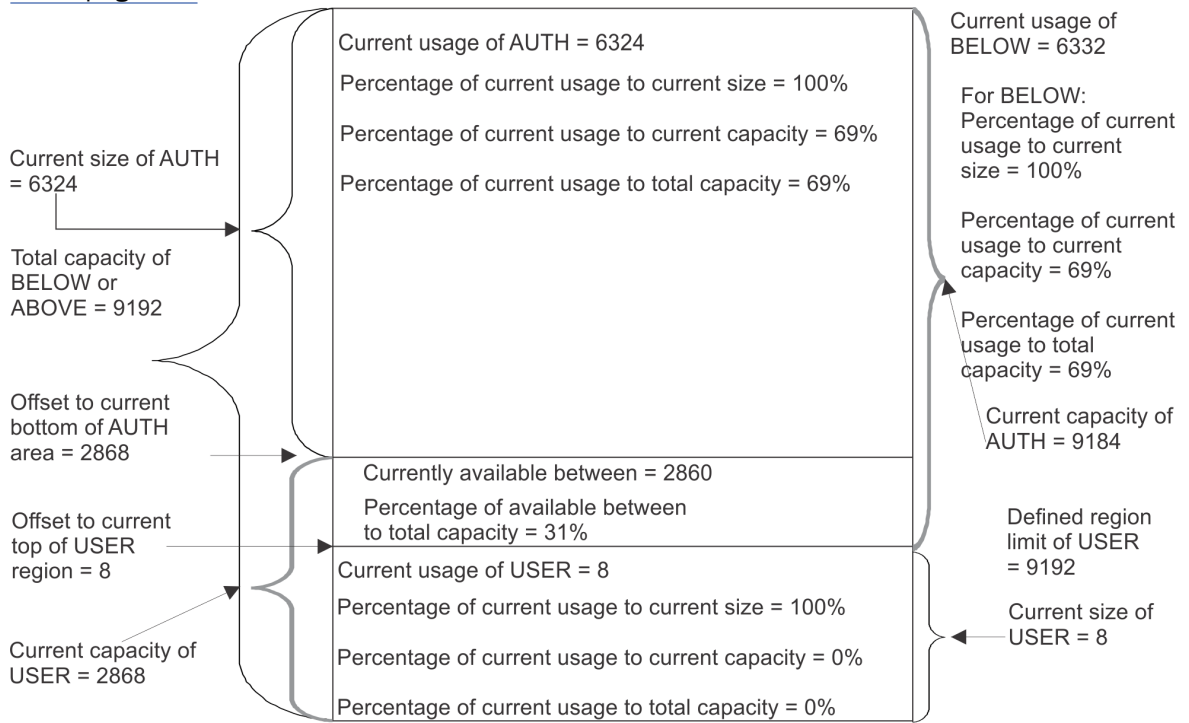 Current usage of AUTH = 6324
Percentage of current usage to current size = 100%
Percentage of current usage to current capacity = 69%
Percentage of current usage to total capacity = 69%
Current size of AUTH
= 6324
Total capacity of
BELOW or
ABOVE = 9192
Offset to current
bottom of AUTH
area = 2868
Offset to current
top of USER
region = 8
Current capacity of
USER = 2868
Currently available between = 2860
Percentage of available between
to total capacity = 31%
Current usage of USER = 8
Percentage of current usage to current size = 100%
Percentage of current usage to current capacity = 0%
Percentage of current usage to total capacity = 0%
Current usage of
BELOW = 6332
For BELOW:
Percentage of current
usage to current
size = 100%
Percentage of current
usage to current
capacity = 69%
Percentage of current
usage to total
capacity = 69%
Current capacity of
AUTH = 9184
Defined region
limit of USER
= 9192
Current size of
USER = 8